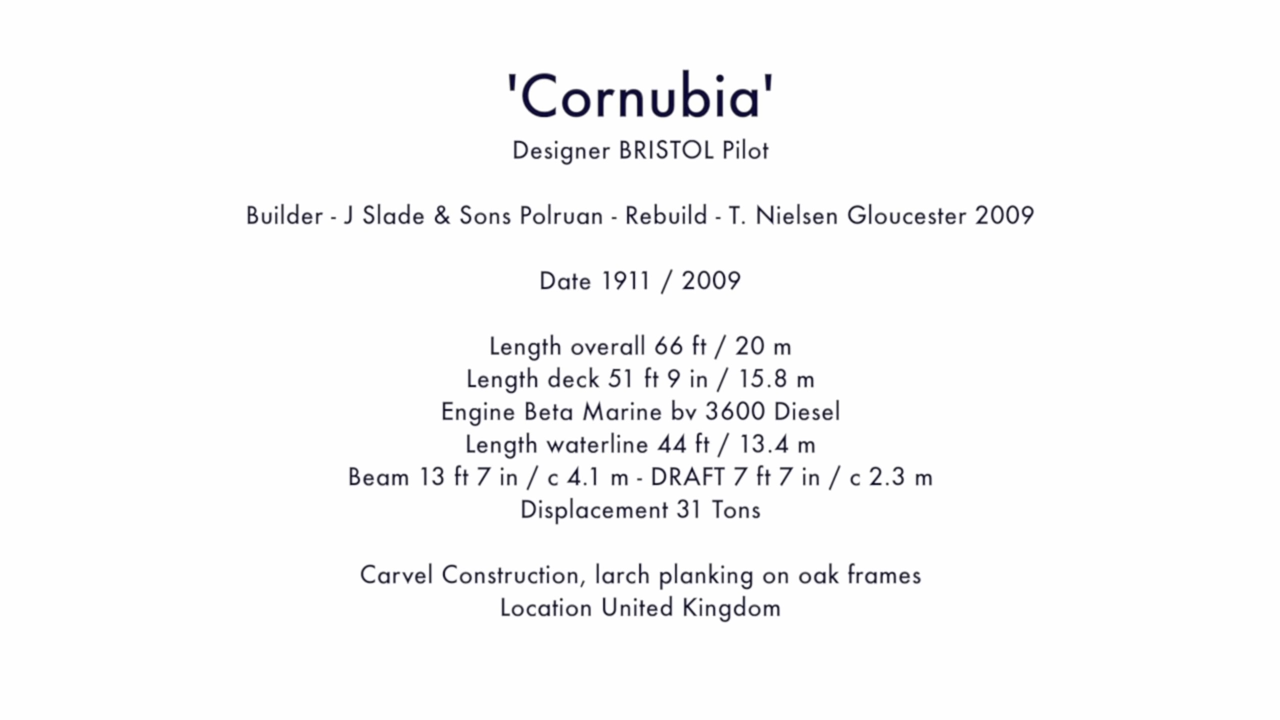 'Cornubia'
Designer BRISTOL Pilot
Builder - J Slade & Sons Polruan - Rebuild - T. Nielsen Gloucester 2009
Date 1911 / 2009
Length overall 66 ft / 20 m
Length deck 51 ft 9 in / 15.8 m
Engine Beta Marine bv 3600 Diesel
Length waterline 44 ft / 13.4 m
Beam 13 ft 7 in / c 4.1 m - DRAFT 7 ft 7 in / c 2.3 m
Displacement 31 Tons
Carvel Construction, larch planking on oak frames
Location United Kingdom